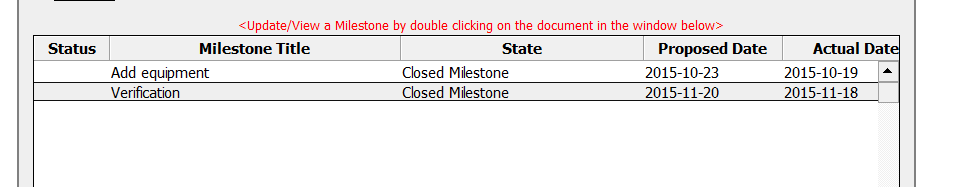 <Update/View a Milestone by double clicking on the document in the window below>
Status Milestone Title State Proposed Date Actual Date
Add equipment Closed Milestone 2015-10-23 2015-10-19
Verification Closed Milestone 2015-11-20 2015-11-18